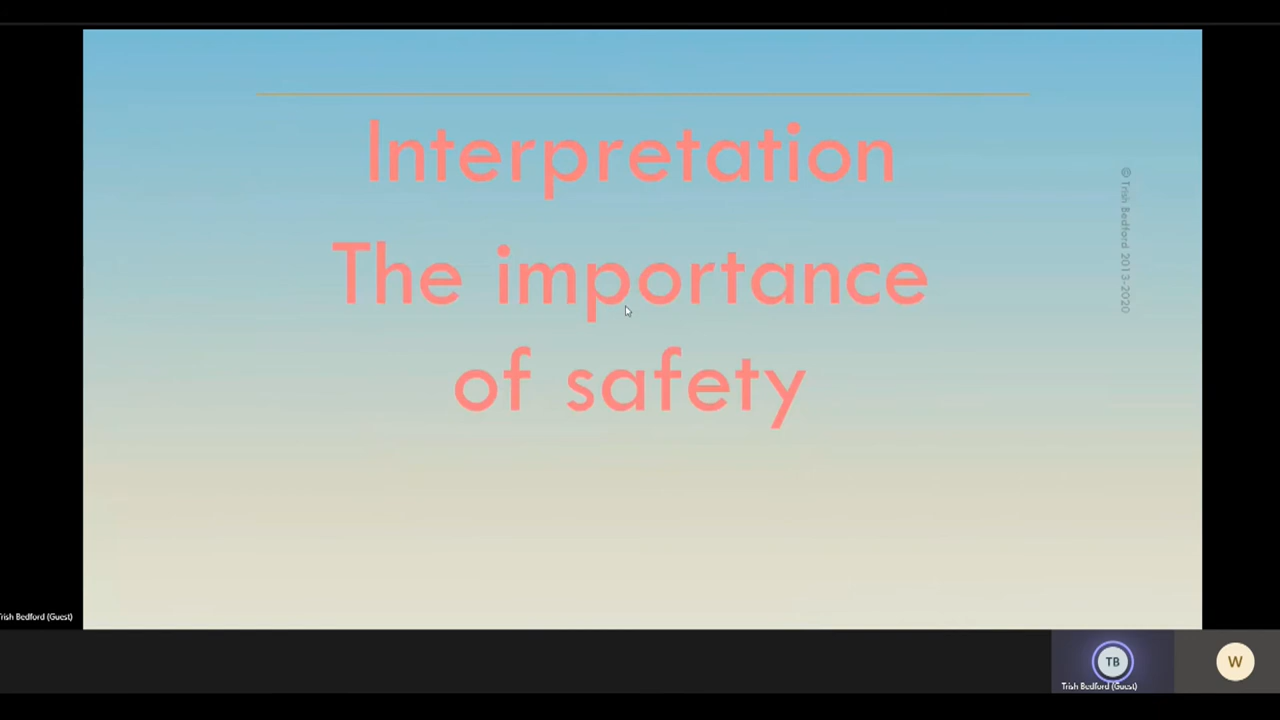 Interpretation
The importance
of safety
© Trish Bedford 2013-2020
Trish Bedford (Guest)
TB
W
Trish Bedford (Guest)